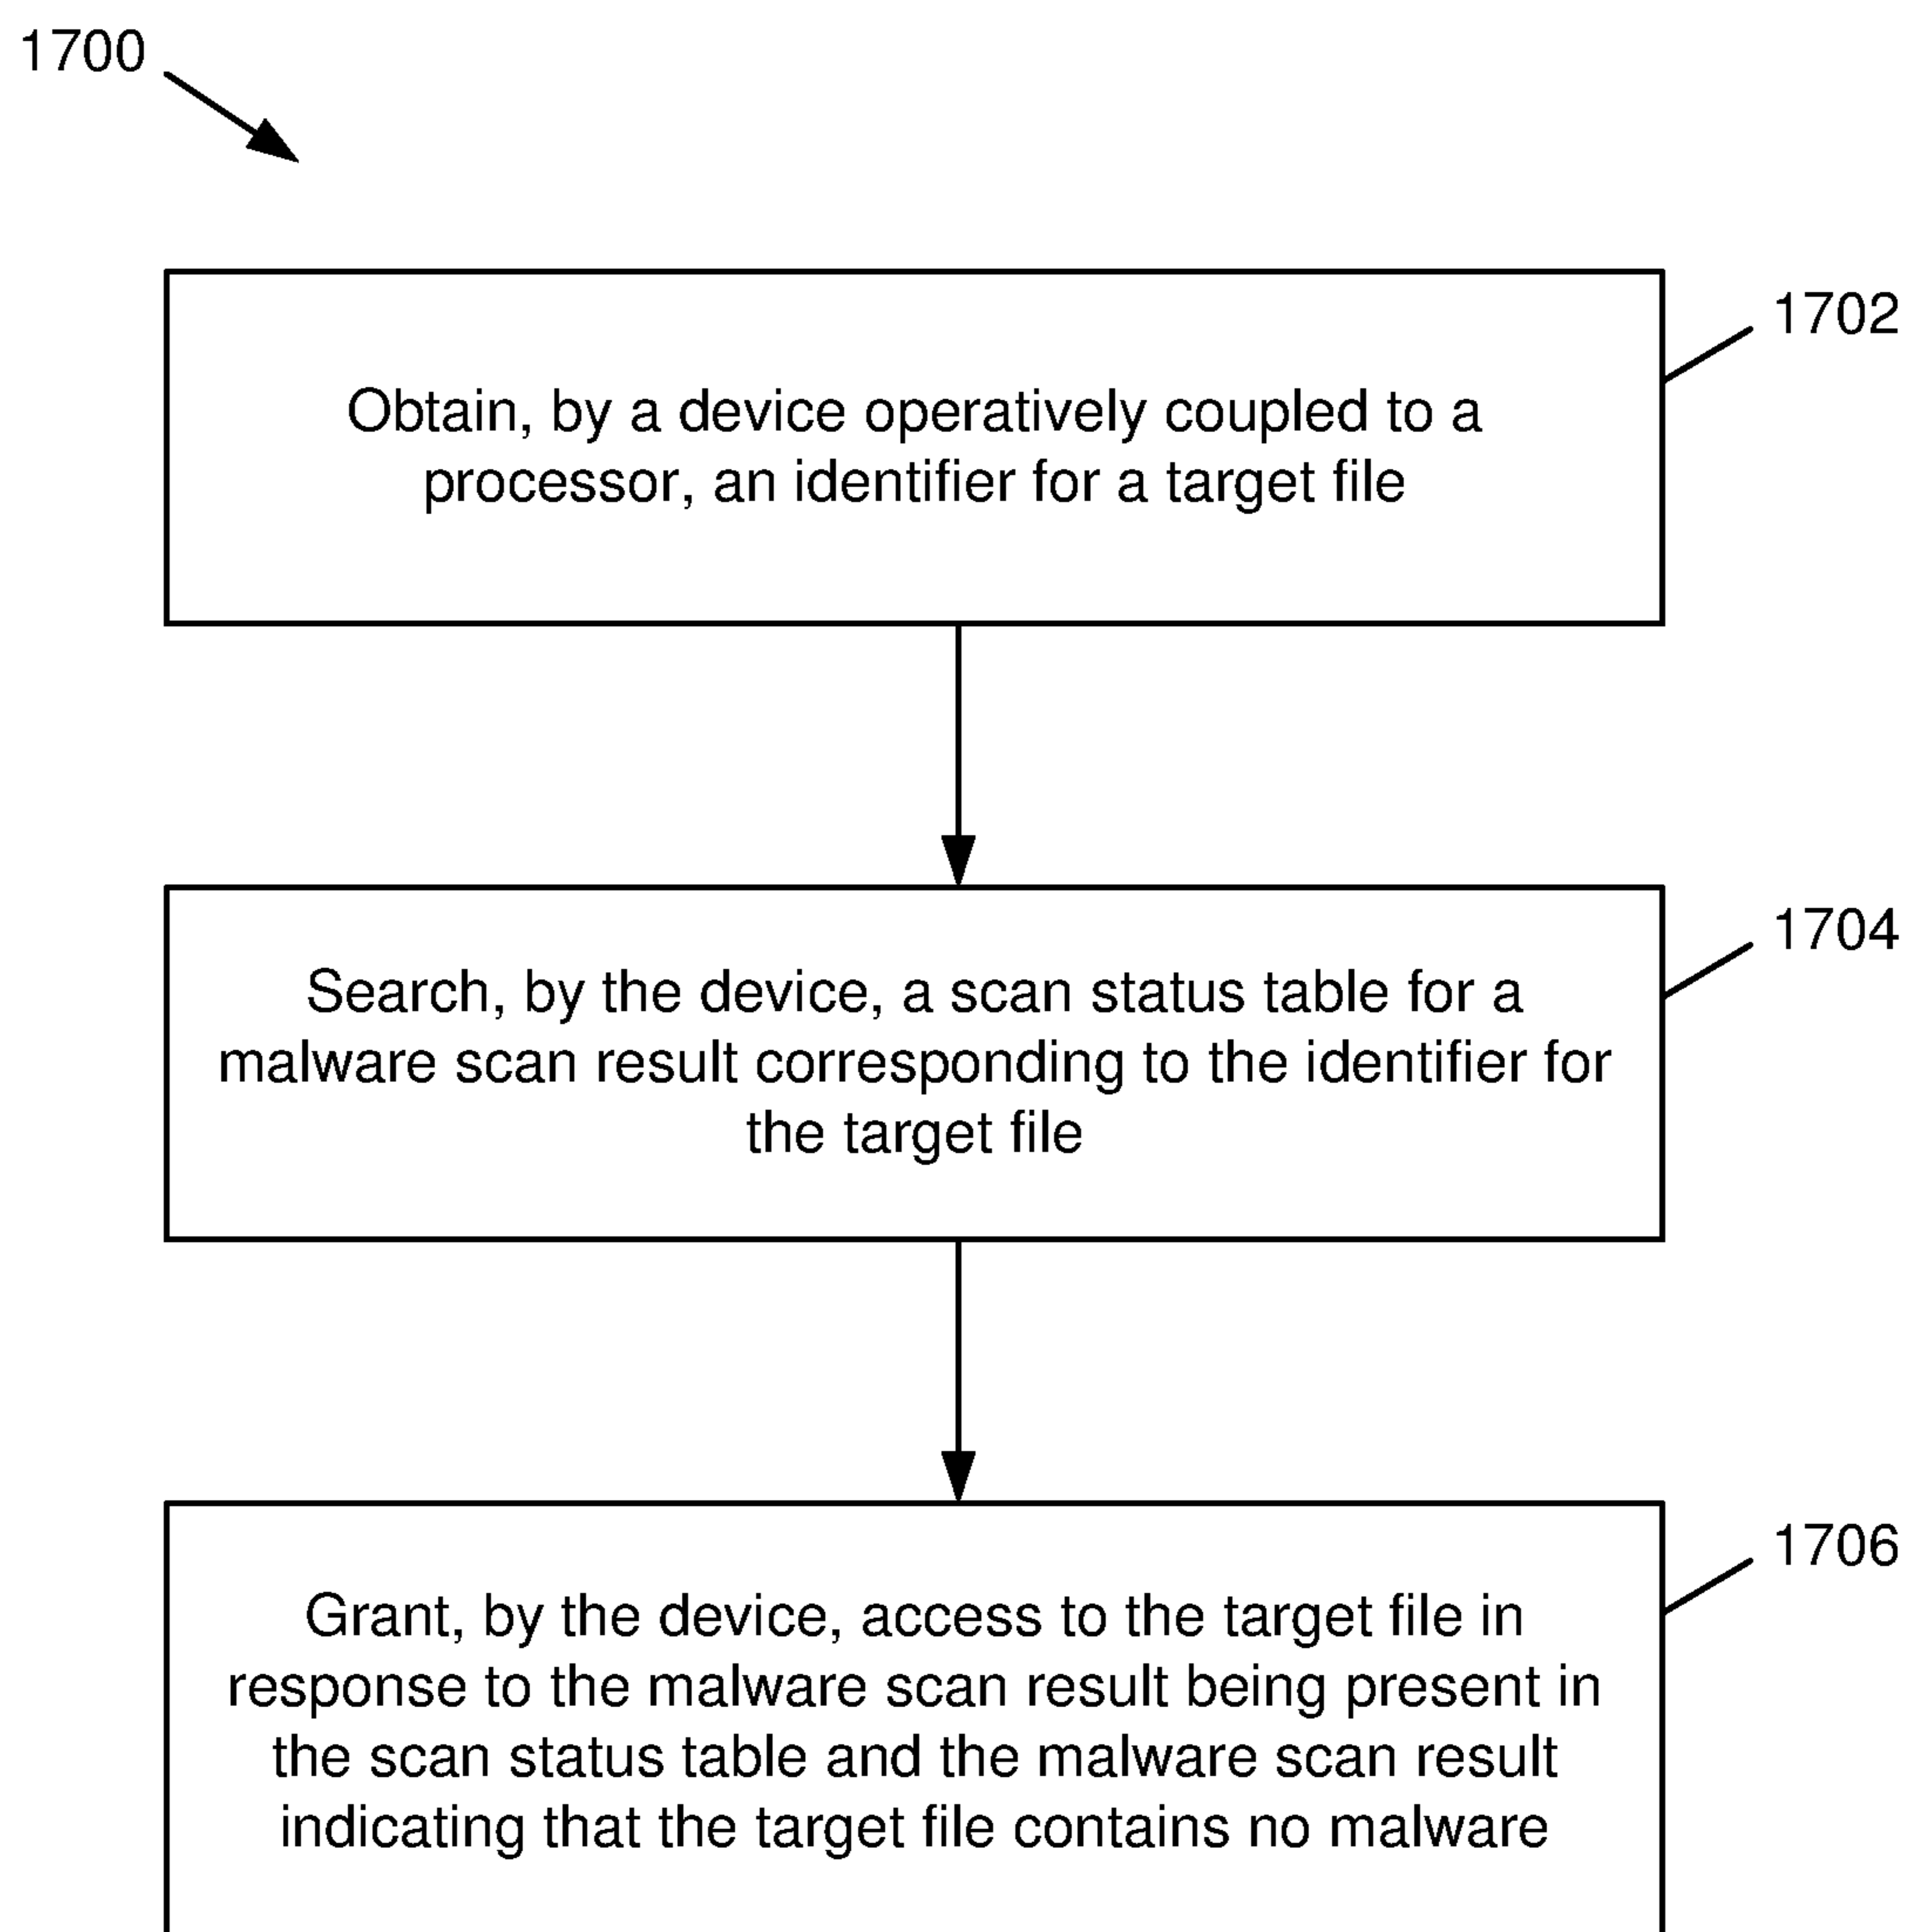 1700
1702
Obtain, by a device operatively coupled to a
processor, an identifier for a target file
1704
Search, by the device, a scan status table for a
malware scan result corresponding to the identifier for
the target file
1706
Grant, by the device, access to the target file in
response to the malware scan result being present in
the scan status table and the malware scan result
indicating that the target file contains no malware